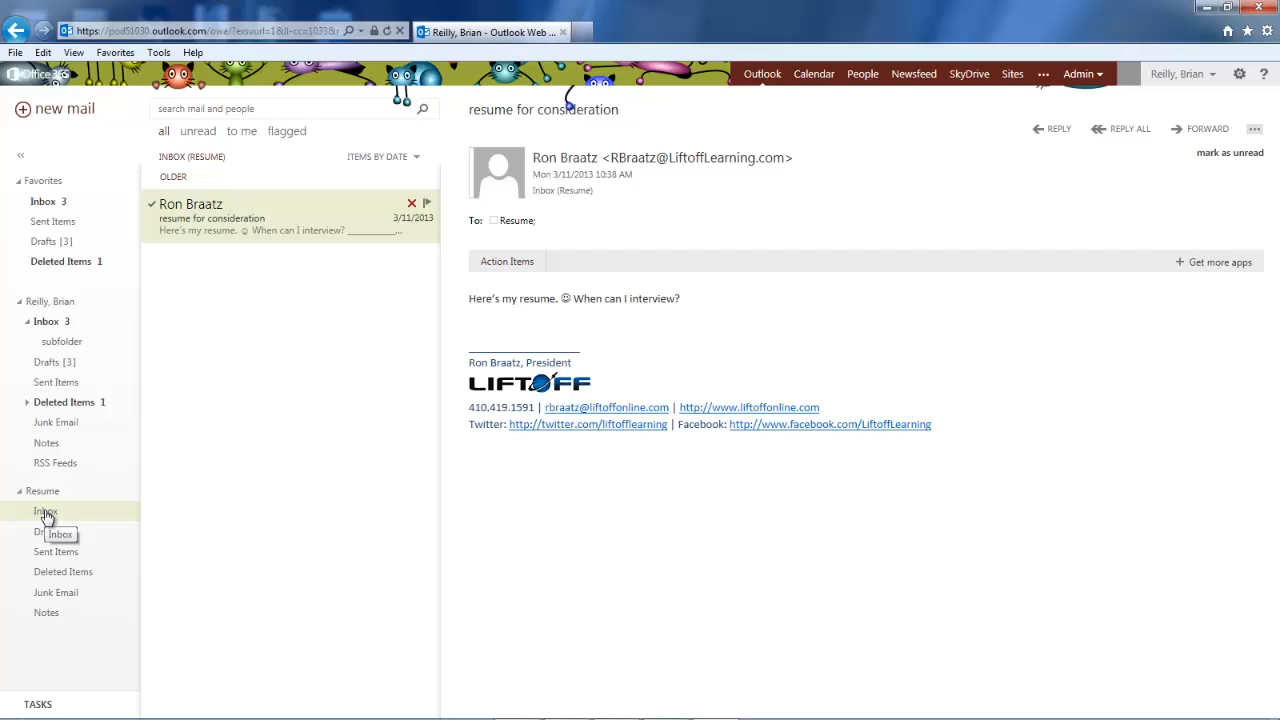 https://pod51030.outlook.com/owa/?exsvurl=1&ll-cc=1033&r
Reilly, Brian - Outlook Web ...
File Edit View Favorites Tools Help
Office 365
Outlook Calendar People Newsfeed SkyDrive Sites ... Admin Reilly, Brian ?
new mail
search mail and people
all unread to me flagged
INBOX (RESUME) ITEMS BY DATE
OLDER
Ron Braatz
resume for consideration 3/11/2013
Here's my resume. ☺ When can I interview? __________...
Favorites
Inbox 3
Sent Items
Drafts [3]
Deleted Items 1
Reilly, Brian
Inbox 3
subfolder
Drafts [3]
Sent Items
Deleted Items 1
Junk Email
Notes
RSS Feeds
Resume
Inbox
Inbox
Sent Items
Deleted Items
Junk Email
Notes
TASKS
resume for consideration
REPLY REPLY ALL FORWARD ...
mark as unread
Ron Braatz <RBraatz@LiftoffLearning.com>
Mon 3/11/2013 10:38 AM
Inbox (Resume)
To: Resume;
Action Items + Get more apps
Here's my resume. ☺ When can I interview?
Ron Braatz, President
LIFTOFF
410.419.1591 | rbraatz@liftoffonline.com | http://www.liftoffonline.com
Twitter: http://twitter.com/liftofflearning | Facebook: http://www.facebook.com/LiftoffLearning